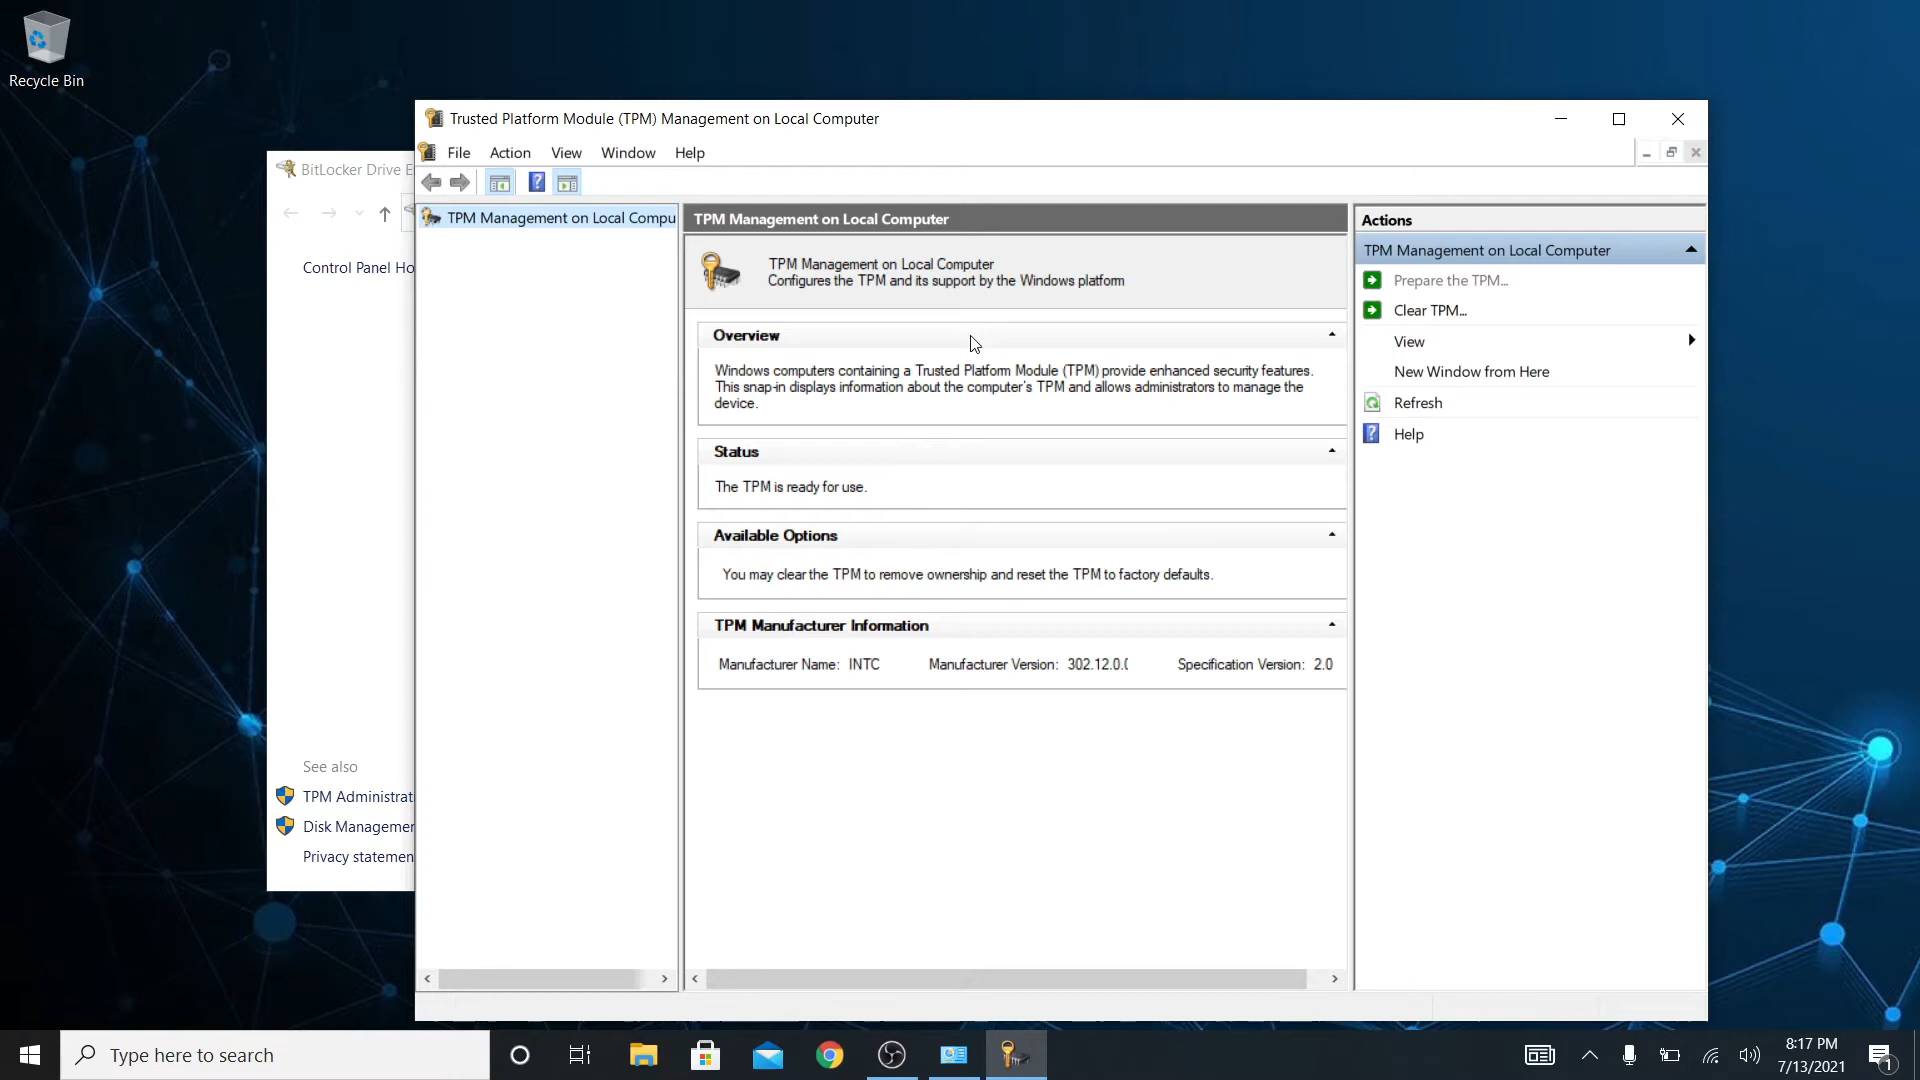 Recycle Bin
Trusted Platform Module (TPM) Management on Local Computer
File Action View Window Help
BitLocker Drive E
Control Panel Ho
See also
TPM Administrat
Disk Managemen
Privacy statemen
TPM Management on Local Compu
TPM Management on Local Computer
TPM Management on Local Computer
Configures the TPM and its support by the Windows platform
Overview
Windows computers containing a Trusted Platform Module (TPM) provide enhanced security features.
This snap-in displays information about the computer's TPM and allows administrators to manage the
device.
Status
The TPM is ready for use.
Available Options
You may clear the TPM to remove ownership and reset the TPM to factory defaults.
TPM Manufacturer Information
Manufacturer Name: INTC Manufacturer Version: 302.12.0.0 Specification Version: 2.0
Actions
TPM Management on Local Computer
Prepare the TPM...
Clear TPM...
View
New Window from Here
Refresh
Help
Type here to search
8:17 PM
7/13/2021
1